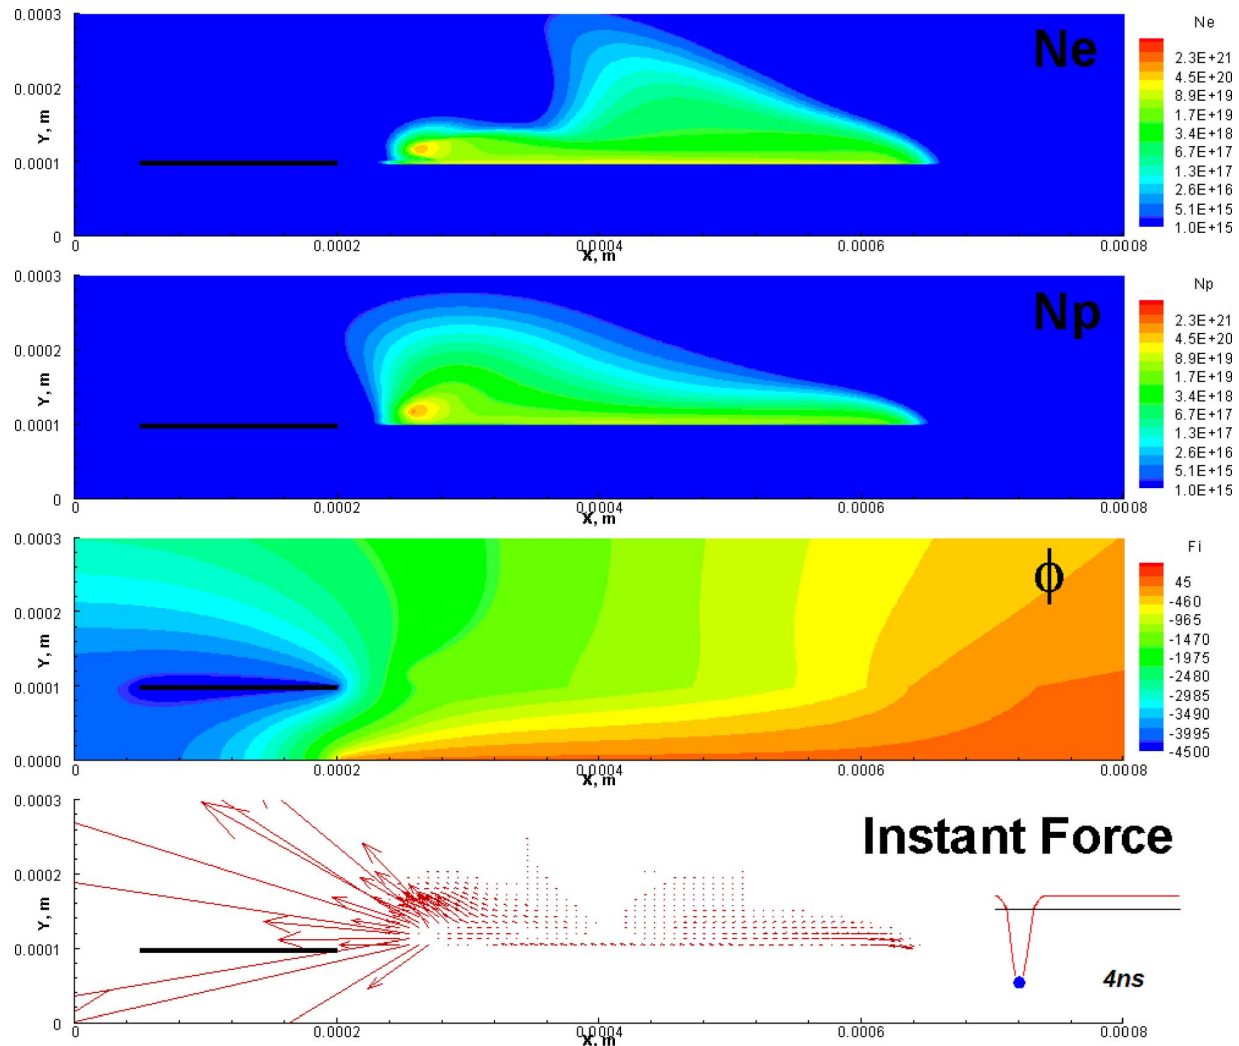 0.0003
0.0002
0.0001
0
Y, m
0 0.0002 0.0004 0.0006 0.0008
X, m
Ne
Ne
2.3E+21
4.5E+20
8.9E+19
1.7E+19
3.4E+18
6.7E+17
1.3E+17
2.6E+16
5.1E+15
1.0E+15
0.0003
0.0002
0.0001
0
Y, m
0 0.0002 0.0004 0.0006 0.0008
X, m
Np
Np
2.3E+21
4.5E+20
8.9E+19
1.7E+19
3.4E+18
6.7E+17
1.3E+17
2.6E+16
5.1E+15
1.0E+15
0.0003
0.0002
0.0001
0.0000
Y, m
0 0.0002 0.0004 0.0006 0.0008
X, m
ϕ
Fi
45
-460
-965
-1470
-1975
-2480
-2985
-3490
-3995
-4500
0.0003
0.0002
0.0001
0
Y, m
0 0.0002 0.0004 0.0006 0.0008
X, m
Instant Force
4ns